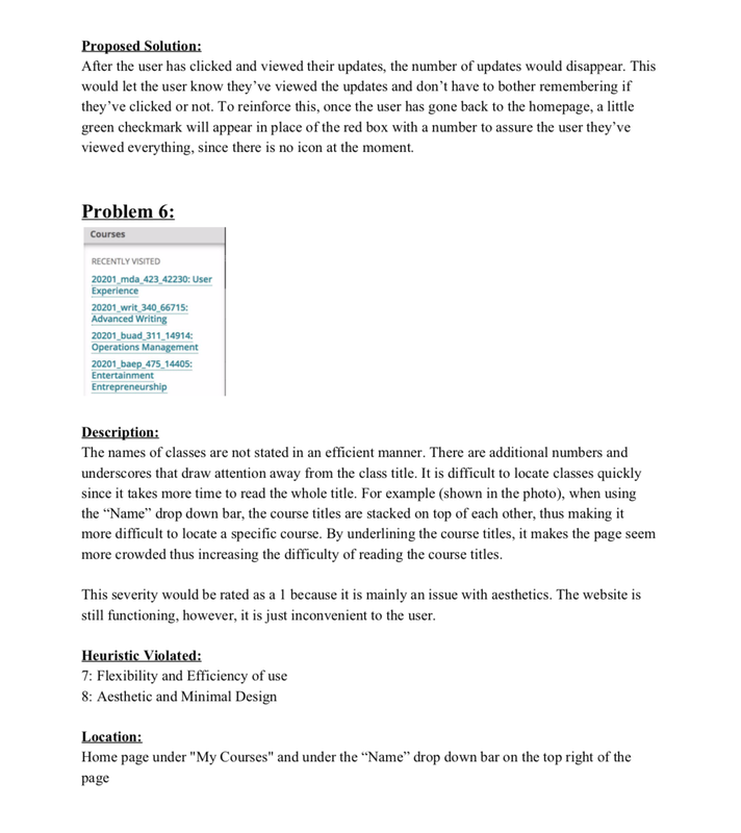 Proposed Solution:
After the user has clicked and viewed their updates, the number of updates would disappear. This
would let the user know they’ve viewed the updates and don’t have to bother remembering if
they’ve clicked or not. To reinforce this, once the user has gone back to the homepage, a little
green checkmark will appear in place of the red box with a number to assure the user they’ve
viewed everything, since there is no icon at the moment.
Problem 6:
Courses
RECENTLY VISITED
20201_mda_423_42230: User
Experience
20201_writ_340_66715:
Advanced Writing
20201_buad_311_14914:
Operations Management
20201_baep_475_14405:
Entertainment
Entrepreneurship
Description:
The names of classes are not stated in an efficient manner. There are additional numbers and
underscores that draw attention away from the class title. It is difficult to locate classes quickly
since it takes more time to read the whole title. For example (shown in the photo), when using
the “Name” drop down bar, the course titles are stacked on top of each other, thus making it
more difficult to locate a specific course. By underlining the course titles, it makes the page seem
more crowded thus increasing the difficulty of reading the course titles.
This severity would be rated as a 1 because it is mainly an issue with aesthetics. The website is
still functioning, however, it is just inconvenient to the user.
Heuristic Violated:
7: Flexibility and Efficiency of use
8: Aesthetic and Minimal Design
Location:
Home page under "My Courses" and under the “Name” drop down bar on the top right of the
page